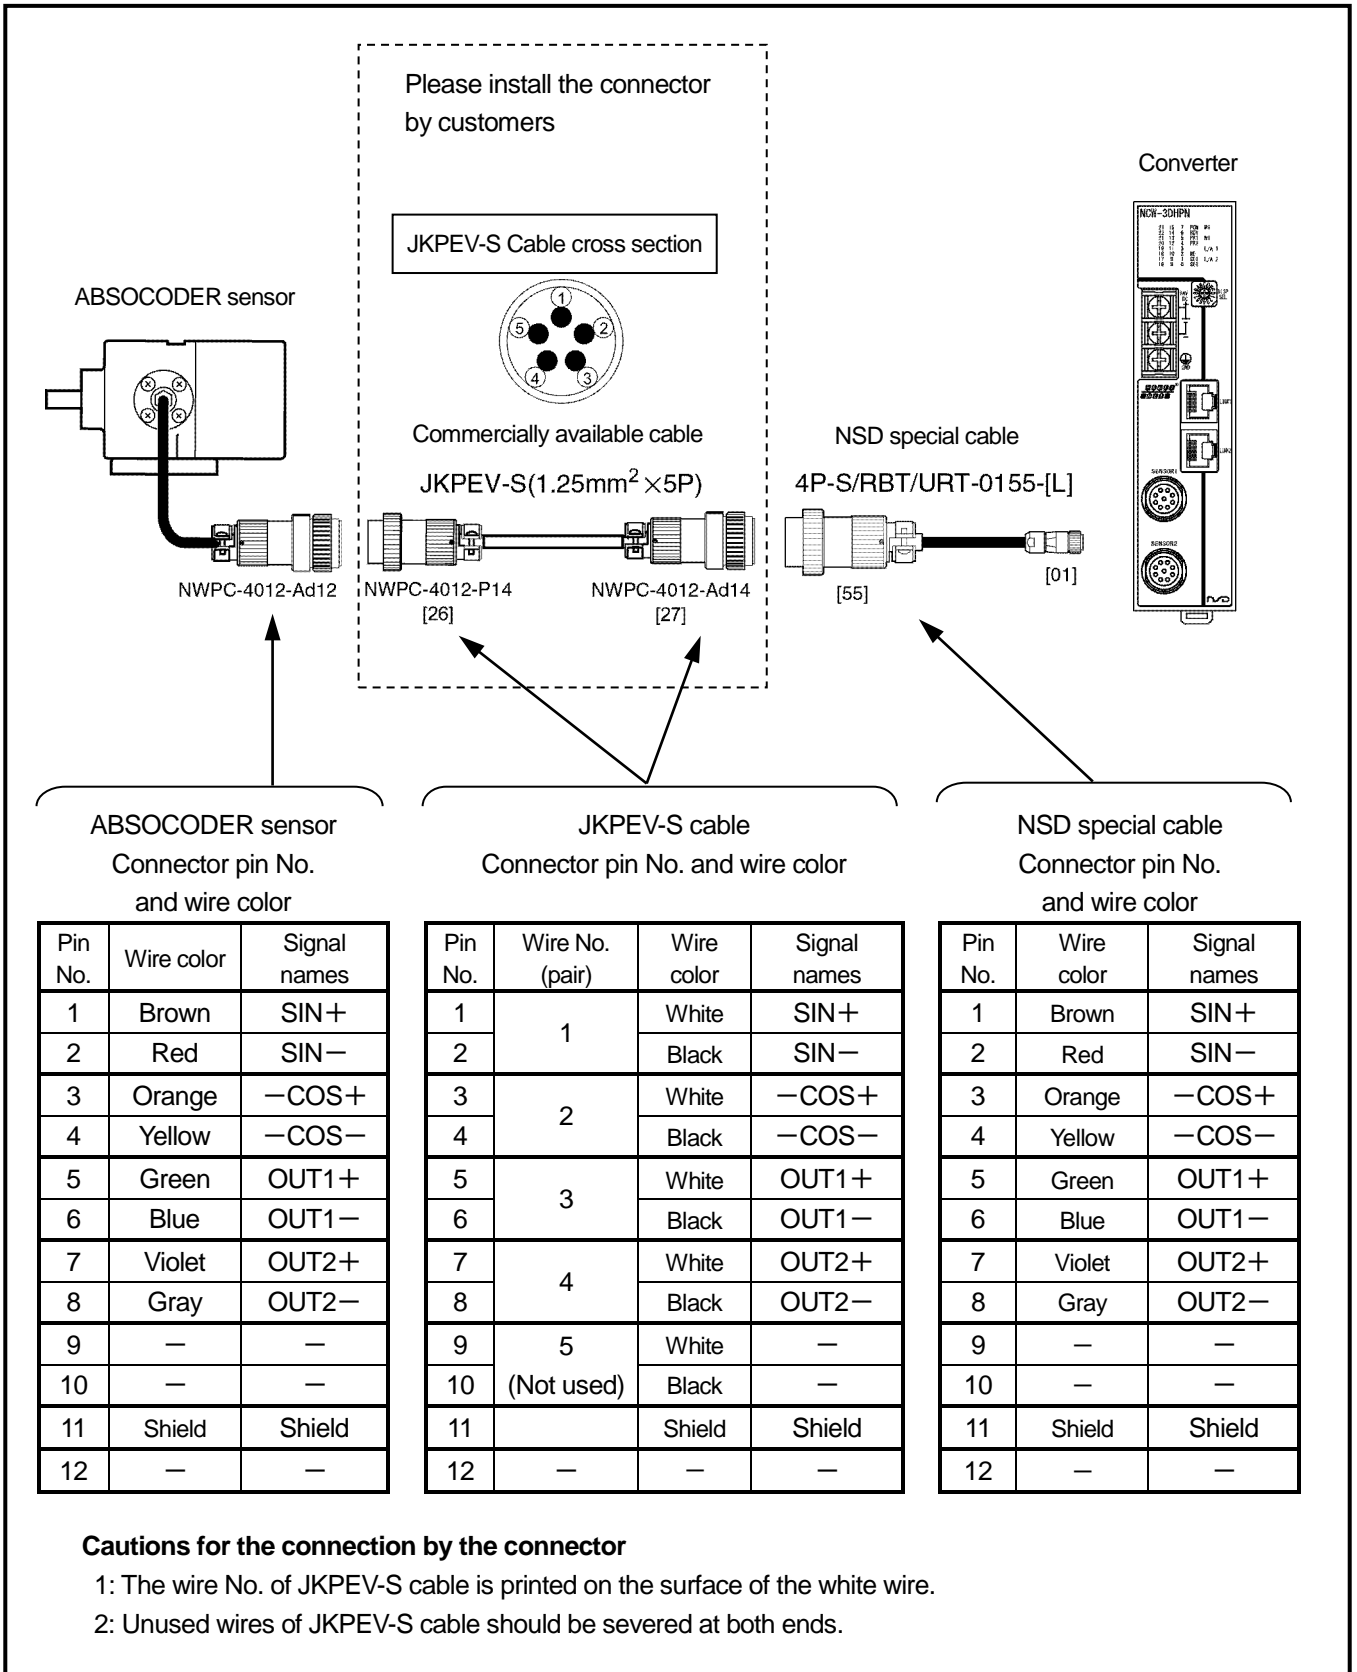 Please install the connector
by customers
Converter
NCW-3DHPN
JKPEV-S Cable cross section
ABSOCODER sensor
1
5
2
4
3
Commercially available cable
JKPEV-S(1.25mm2×5P)
NSD special cable
4P-S/RBT/URT-0155-[L]
SENSOR1
SENSOR2
NWPC-4012-Ad12
NWPC-4012-P14
[26]
NWPC-4012-Ad14
[27]
[55]
[01]
ABSOCODER sensor
Connector pin No.
and wire color
Pin No. Wire color Signal names
1 Brown SIN+
2 Red SIN−
3 Orange −COS+
4 Yellow −COS−
5 Green OUT1+
6 Blue OUT1−
7 Violet OUT2+
8 Gray OUT2−
9 − −
10 − −
11 Shield Shield
12 − −
JKPEV-S cable
Connector pin No. and wire color
Pin No. Wire No. (pair) Wire color Signal names
1 1 White SIN+
2 Black SIN−
3 2 White −COS+
4 Black −COS−
5 3 White OUT1+
6 Black OUT1−
7 4 White OUT2+
8 Black OUT2−
9 5 White −
10 (Not used) Black −
11 Shield Shield
12 − − −
NSD special cable
Connector pin No.
and wire color
Pin No. Wire color Signal names
1 Brown SIN+
2 Red SIN−
3 Orange −COS+
4 Yellow −COS−
5 Green OUT1+
6 Blue OUT1−
7 Violet OUT2+
8 Gray OUT2−
9 − −
10 − −
11 Shield Shield
12 − −
Cautions for the connection by the connector
1: The wire No. of JKPEV-S cable is printed on the surface of the white wire.
2: Unused wires of JKPEV-S cable should be severed at both ends.